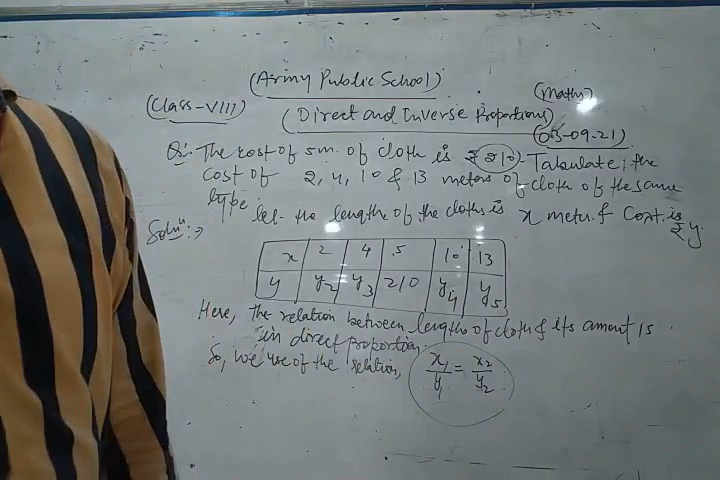 (Army Public School)
(Maths)
(Class-VIII)
(Direct and Inverse Proportions)
(03-09-21)
Q:- The cost of 5m. of cloth is ₹ 210/- Tabulate; the
cost of 2, 4, 10 & 13 meters of cloth of the same
type
Soluⁿ:→ let the length of the cloths is x meter. & Cost. is ₹ y.
x 2 4 5 10 13
y y₂ y₃ 210 y₄ y₅
Here, the relation between lengths of cloth & its amount is
in direct proportion.
So, we use of the relation, x₁/y₁ = x₂/y₂